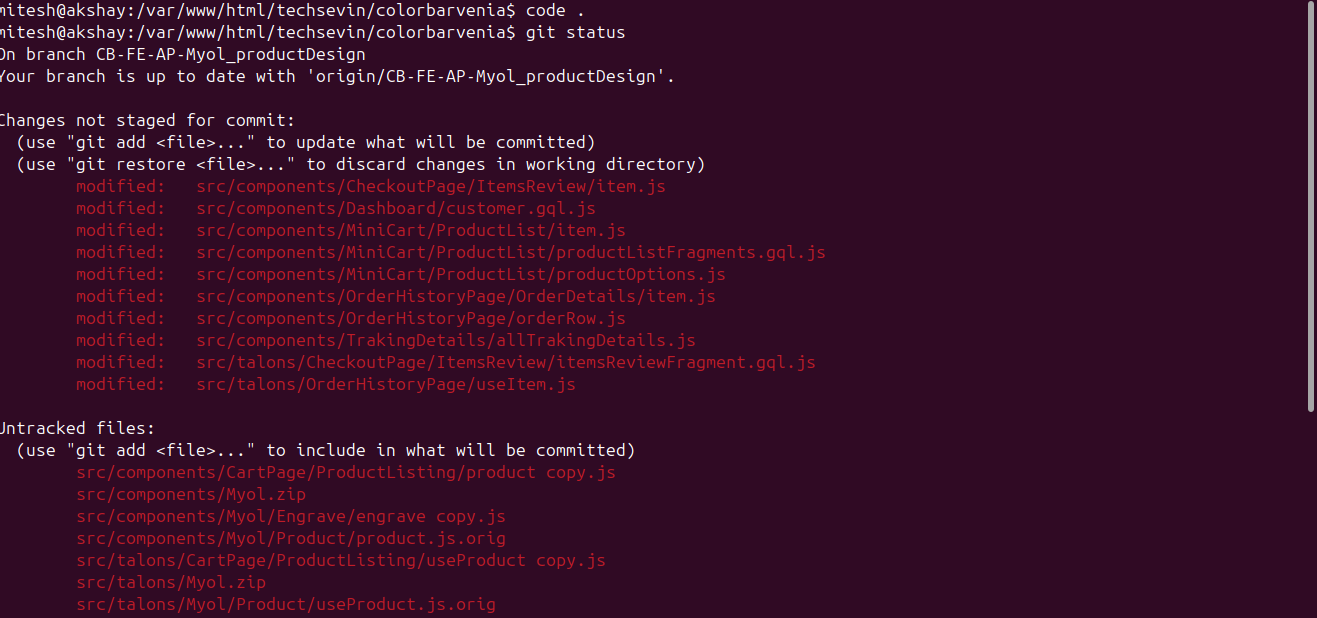 mitesh@akshay:/var/www/html/techsevin/colorbarvenia$ code .
mitesh@akshay:/var/www/html/techsevin/colorbarvenia$ git status
On branch CB-FE-AP-Myol_productDesign
Your branch is up to date with 'origin/CB-FE-AP-Myol_productDesign'.
Changes not staged for commit:
(use "git add <file>..." to update what will be committed)
(use "git restore <file>..." to discard changes in working directory)
modified: src/components/CheckoutPage/ItemsReview/item.js
modified: src/components/Dashboard/customer.gql.js
modified: src/components/MiniCart/ProductList/item.js
modified: src/components/MiniCart/ProductList/productListFragments.gql.js
modified: src/components/MiniCart/ProductList/productOptions.js
modified: src/components/OrderHistoryPage/OrderDetails/item.js
modified: src/components/OrderHistoryPage/orderRow.js
modified: src/components/TrakingDetails/allTrakingDetails.js
modified: src/talons/CheckoutPage/ItemsReview/itemsReviewFragment.gql.js
modified: src/talons/OrderHistoryPage/useItem.js
Untracked files:
(use "git add <file>..." to include in what will be committed)
src/components/CartPage/ProductListing/product copy.js
src/components/Myol.zip
src/components/Myol/Engrave/engrave copy.js
src/components/Myol/Product/product.js.orig
src/talons/CartPage/ProductListing/useProduct copy.js
src/talons/Myol.zip
src/talons/Myol/Product/useProduct.js.orig